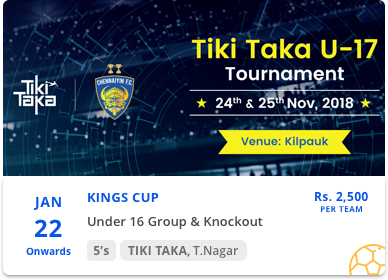 Tiki Taka U-17
Tournament
Tiki
Taka
CHENNAIYIN F.C
★ 24th & 25th Nov, 2018 ★
Venue: Kilpauk
JAN
22
Onwards
KINGS CUP
Under 16 Group & Knockout
5's
TIKI TAKA, T.Nagar
Rs. 2,500
PER TEAM